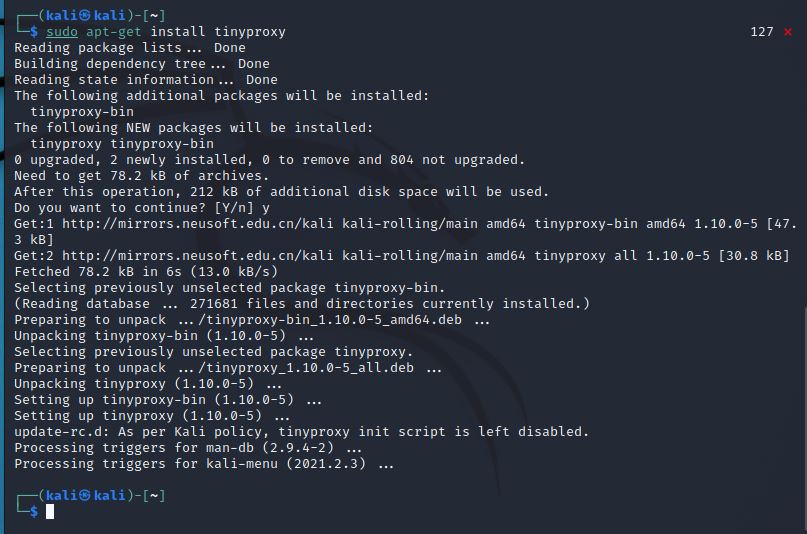 ┌──(kali㉿kali)-[~]
└─$ sudo apt-get install tinyproxy 127 ⨯
Reading package lists... Done
Building dependency tree... Done
Reading state information... Done
The following additional packages will be installed:
  tinyproxy-bin
The following NEW packages will be installed:
  tinyproxy tinyproxy-bin
0 upgraded, 2 newly installed, 0 to remove and 804 not upgraded.
Need to get 78.2 kB of archives.
After this operation, 212 kB of additional disk space will be used.
Do you want to continue? [Y/n] y
Get:1 http://mirrors.neusoft.edu.cn/kali kali-rolling/main amd64 tinyproxy-bin amd64 1.10.0-5 [47.
3 kB]
Get:2 http://mirrors.neusoft.edu.cn/kali kali-rolling/main amd64 tinyproxy all 1.10.0-5 [30.8 kB]
Fetched 78.2 kB in 6s (13.0 kB/s)
Selecting previously unselected package tinyproxy-bin.
(Reading database ... 271681 files and directories currently installed.)
Preparing to unpack .../tinyproxy-bin_1.10.0-5_amd64.deb ...
Unpacking tinyproxy-bin (1.10.0-5) ...
Selecting previously unselected package tinyproxy.
Preparing to unpack .../tinyproxy_1.10.0-5_all.deb ...
Unpacking tinyproxy (1.10.0-5) ...
Setting up tinyproxy-bin (1.10.0-5) ...
Setting up tinyproxy (1.10.0-5) ...
update-rc.d: As per Kali policy, tinyproxy init script is left disabled.
Processing triggers for man-db (2.9.4-2) ...
Processing triggers for kali-menu (2021.2.3) ...
┌──(kali㉿kali)-[~]
└─$